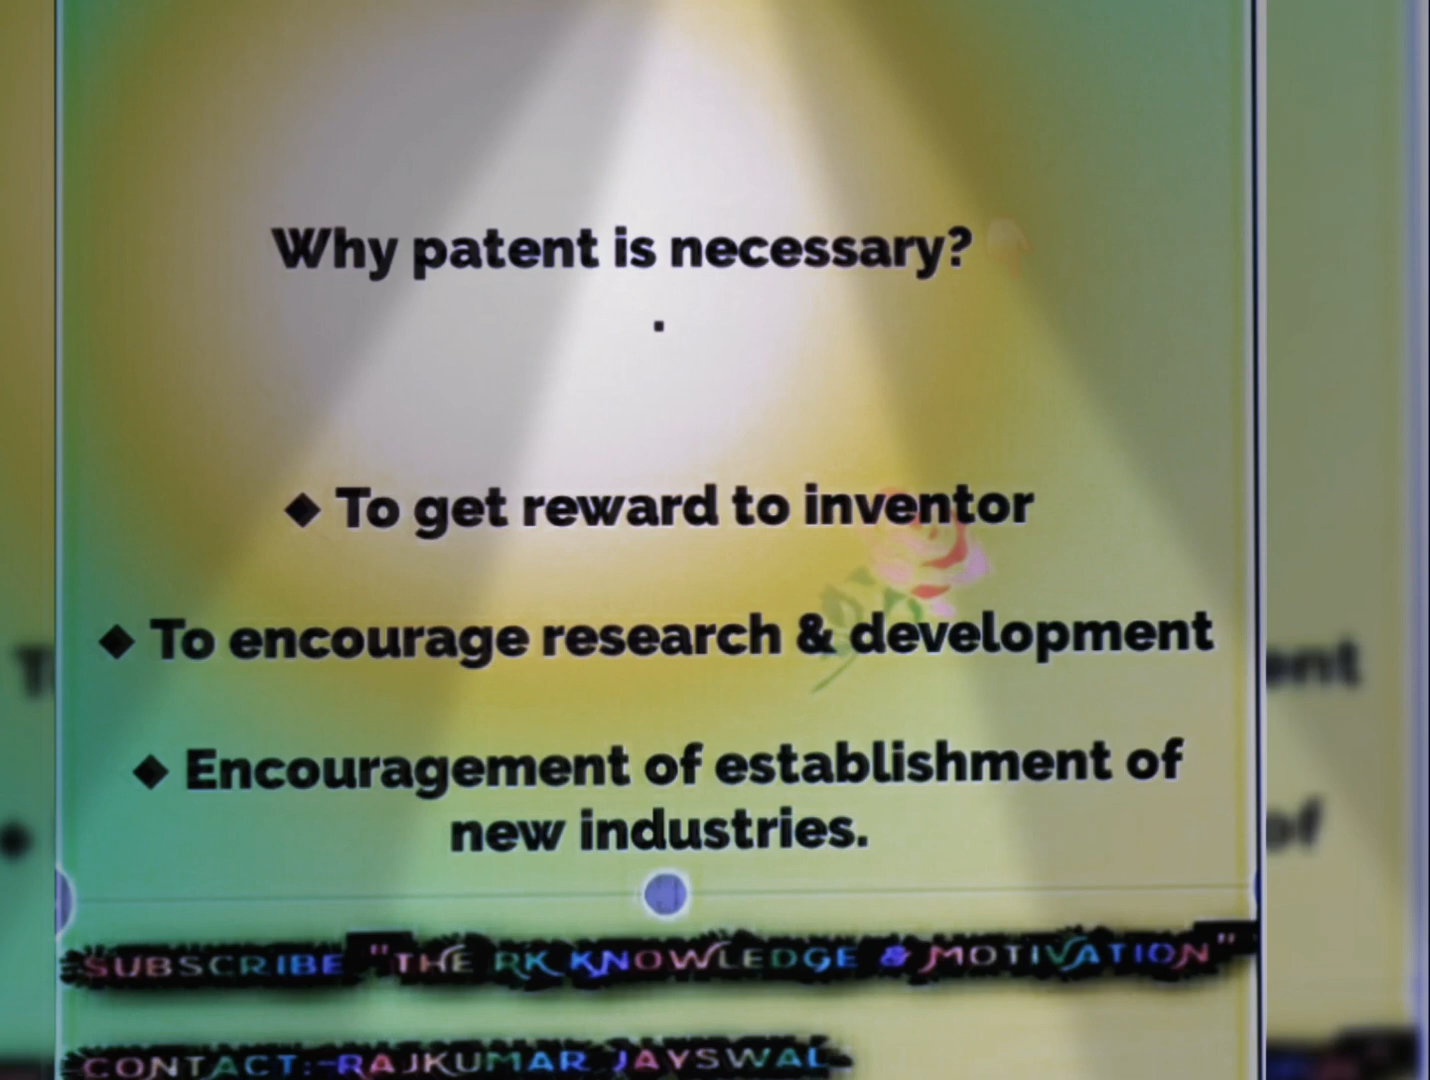 Why patent is necessary?
.
◆ To get reward to inventor
◆ To encourage research & development
◆ Encouragement of establishment of
new industries.
SUBSCRIBE "THE RK KNOWLEDGE & MOTIVATION"
CONTACT:-RAJKUMAR JAYSWAL